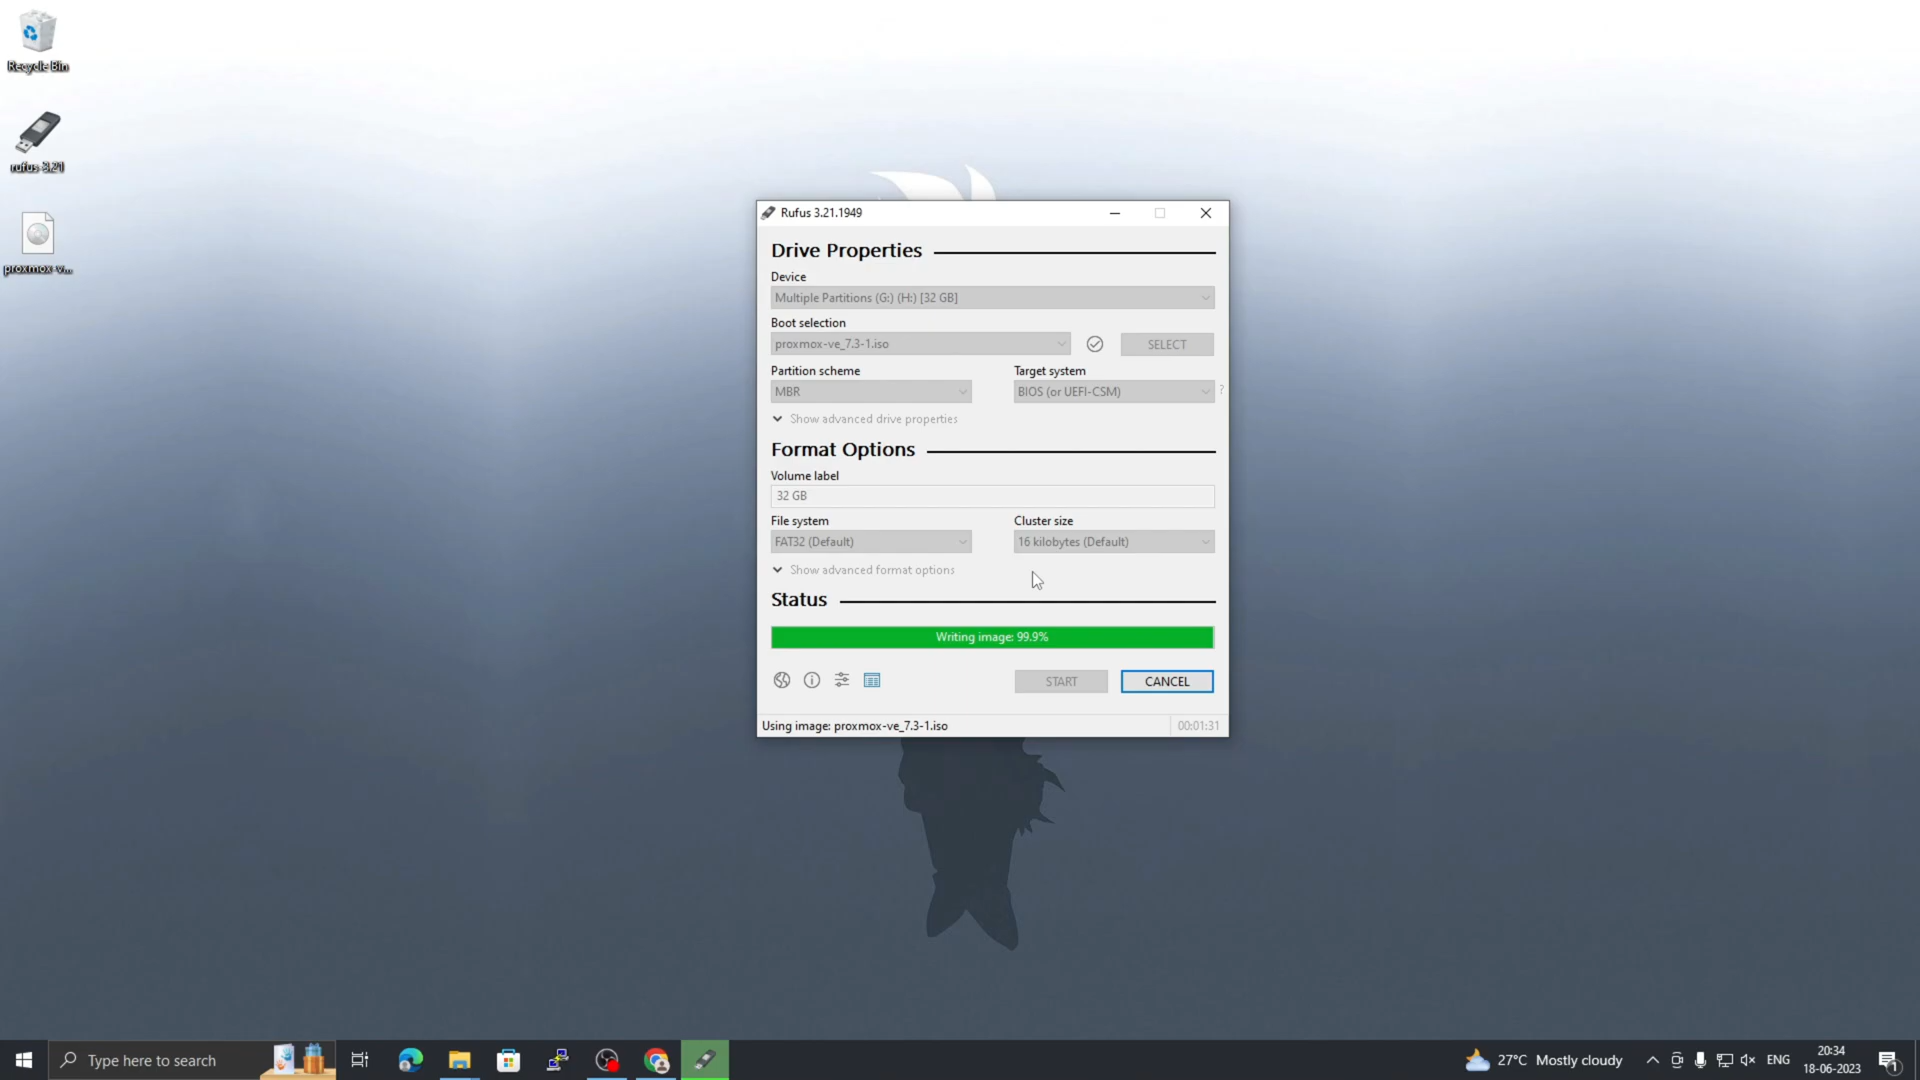 Recycle Bin
rufus-3.21
proxmox-v...
Rufus 3.21.1949
Drive Properties
Device
Multiple Partitions (G:) (H:) [32 GB]
Boot selection
proxmox-ve_7.3-1.iso
SELECT
Partition scheme
Target system
MBR
BIOS (or UEFI-CSM)
?
Show advanced drive properties
Format Options
Volume label
32 GB
File system
Cluster size
FAT32 (Default)
16 kilobytes (Default)
Show advanced format options
Status
Writing image: 99.9%
START
CANCEL
Using image: proxmox-ve_7.3-1.iso
00:01:31
Type here to search
27°C Mostly cloudy
ENG
20:34
18-06-2023
1